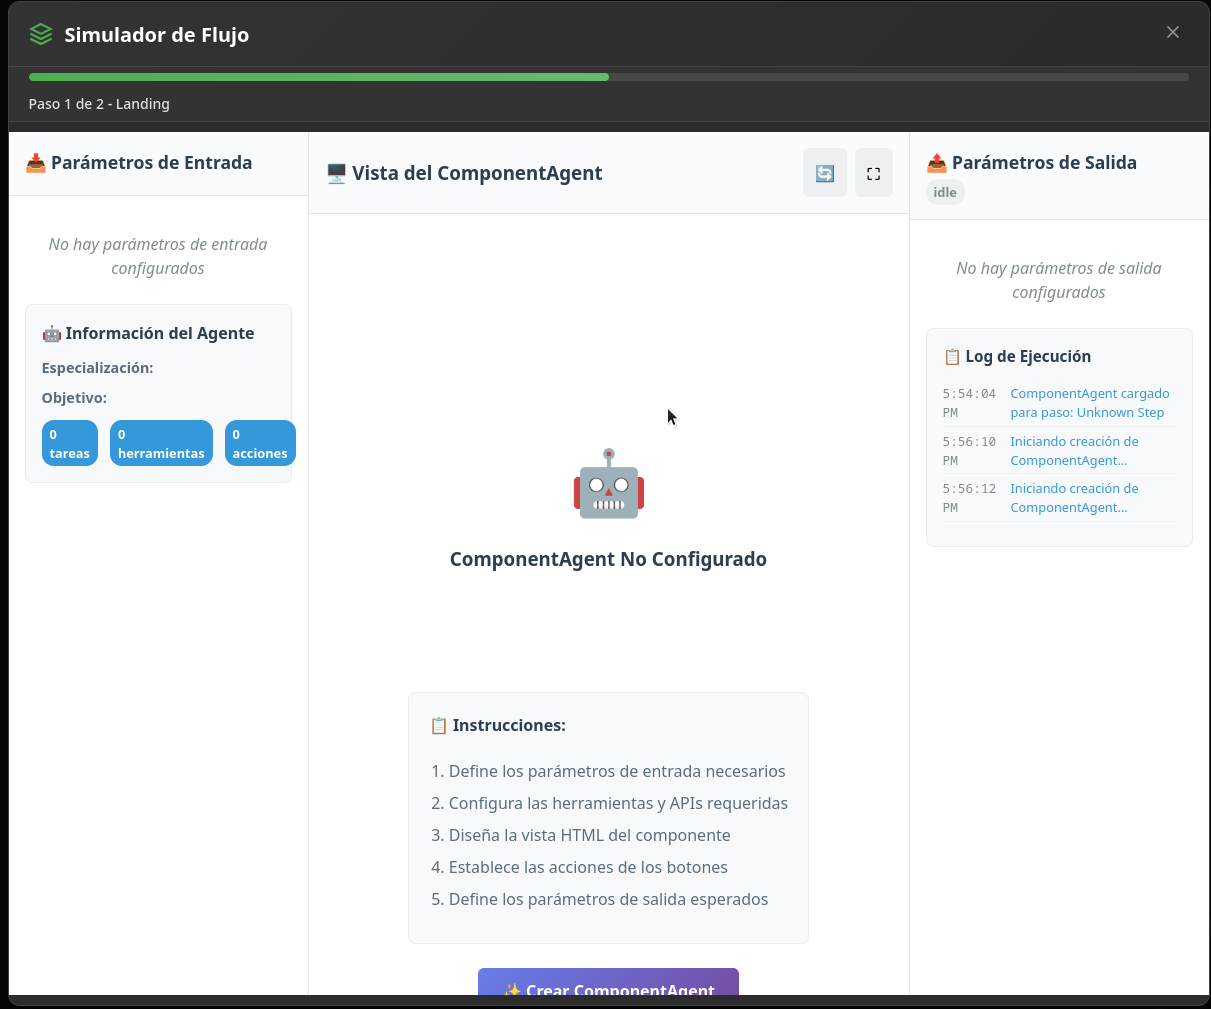 Simulador de Flujo
Paso 1 de 2 - Landing
Parámetros de Entrada
No hay parámetros de entrada
configurados
Información del Agente
Especialización:
Objetivo:
0
tareas
0
herramientas
0
acciones
Vista del ComponentAgent
ComponentAgent No Configurado
Instrucciones:
1. Define los parámetros de entrada necesarios
2. Configura las herramientas y APIs requeridas
3. Diseña la vista HTML del componente
4. Establece las acciones de los botones
5. Define los parámetros de salida esperados
Crear ComponentAgent
Parámetros de Salida
idle
No hay parámetros de salida
configurados
Log de Ejecución
5:54:04 PM
ComponentAgent cargado
para paso: Unknown Step
5:56:10 PM
Iniciando creación de
ComponentAgent...
5:56:12 PM
Iniciando creación de
ComponentAgent...